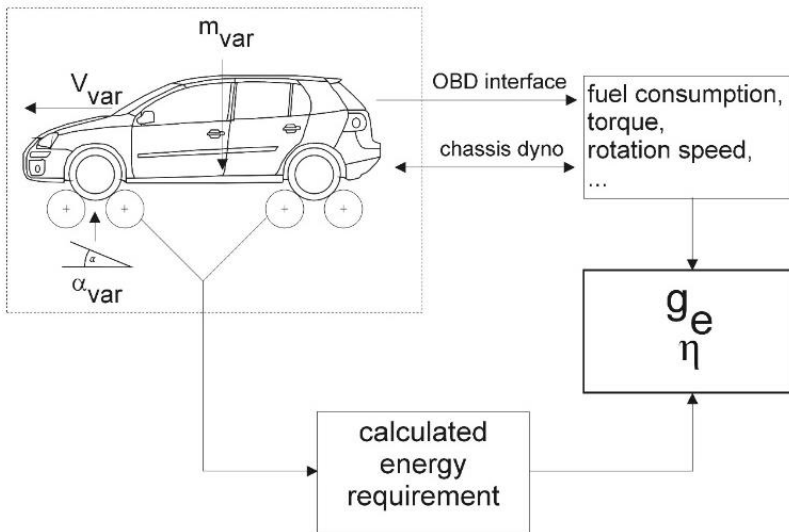 m_var
V_var
OBD interface
fuel consumption,
torque,
rotation speed,
...
chassis dyno
α
α_var
g_e
η
calculated
energy
requirement